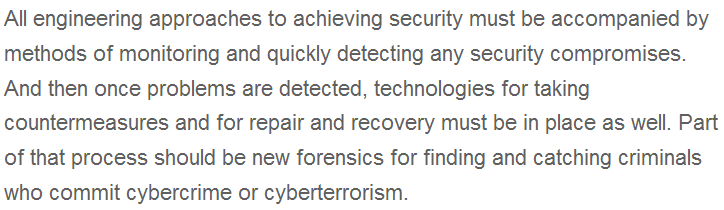 All engineering approaches to achieving security must be accompanied by
methods of monitoring and quickly detecting any security compromises.
And then once problems are detected, technologies for taking
countermeasures and for repair and recovery must be in place as well. Part
of that process should be new forensics for finding and catching criminals
who commit cybercrime or cyberterrorism.